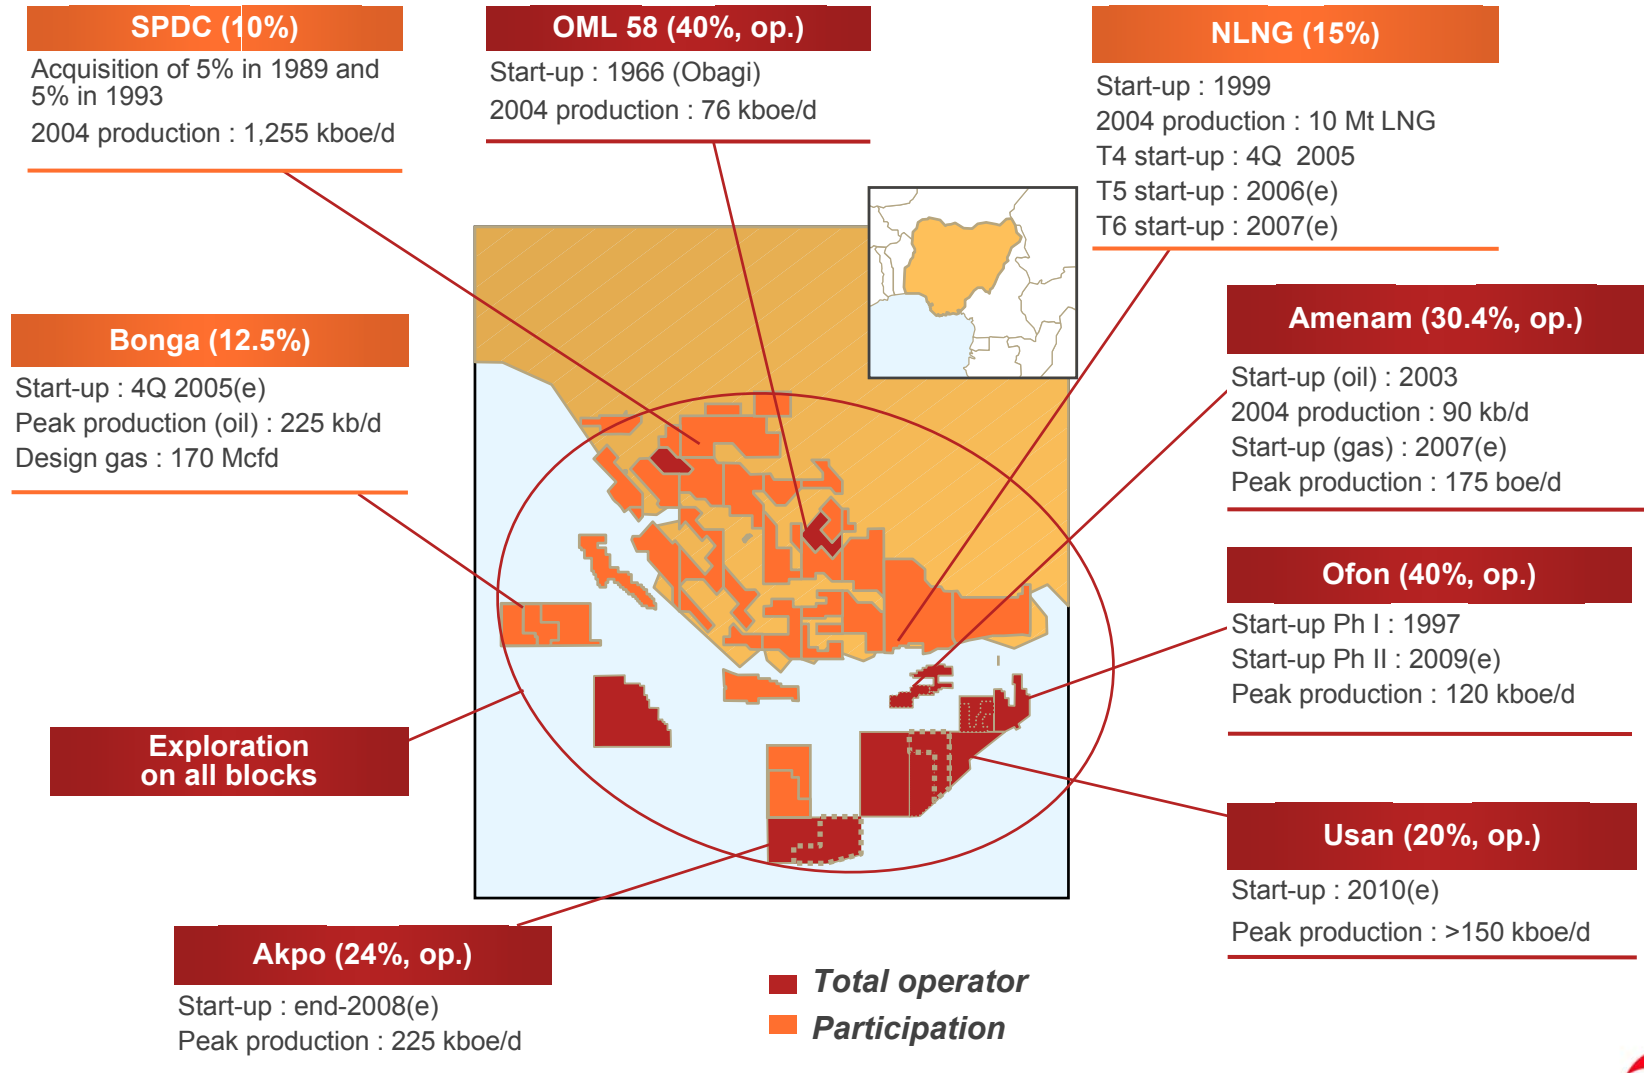 SPDC (10%)
Acquisition of 5% in 1989 and
5% in 1993
2004 production : 1,255 kboe/d
OML 58 (40%, op.)
Start-up : 1966 (Obagi)
2004 production : 76 kboe/d
NLNG (15%)
Start-up : 1999
2004 production : 10 Mt LNG
T4 start-up : 4Q 2005
T5 start-up : 2006(e)
T6 start-up : 2007(e)
Bonga (12.5%)
Start-up : 4Q 2005(e)
Peak production (oil) : 225 kb/d
Design gas : 170 Mcfd
Amenam (30.4%, op.)
Start-up (oil) : 2003
2004 production : 90 kb/d
Start-up (gas) : 2007(e)
Peak production : 175 boe/d
Ofon (40%, op.)
Start-up Ph I : 1997
Start-up Ph II : 2009(e)
Peak production : 120 kboe/d
Exploration
on all blocks
Usan (20%, op.)
Start-up : 2010(e)
Peak production : >150 kboe/d
Akpo (24%, op.)
Start-up : end-2008(e)
Peak production : 225 kboe/d
Total operator
Participation